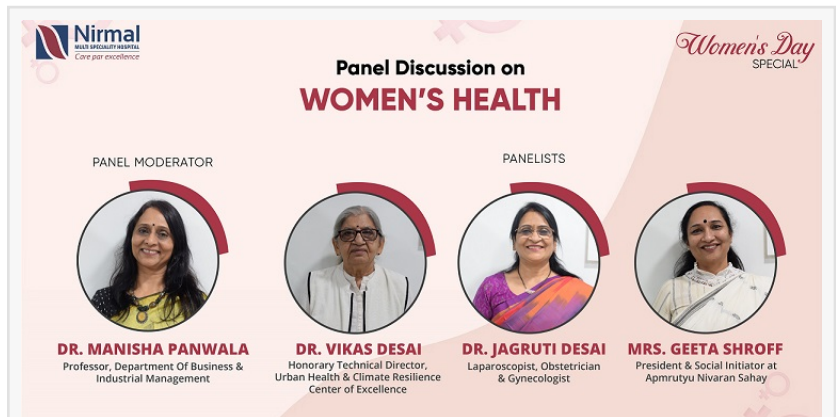 Nirmal
MULTI SPECIALITY HOSPITAL
Care par excellence
Women's Day
SPECIAL
Panel Discussion on
WOMEN'S HEALTH
PANEL MODERATOR
PANELISTS
DR. MANISHA PANWALA
Professor, Department Of Business &
Industrial Management
DR. VIKAS DESAI
Honorary Technical Director,
Urban Health & Climate Resilience
Center of Excellence
DR. JAGRUTI DESAI
Laparoscopist, Obstetrician
& Gynecologist
MRS. GEETA SHROFF
President & Social Initiator at
Apmrutyu Nivaran Sahay